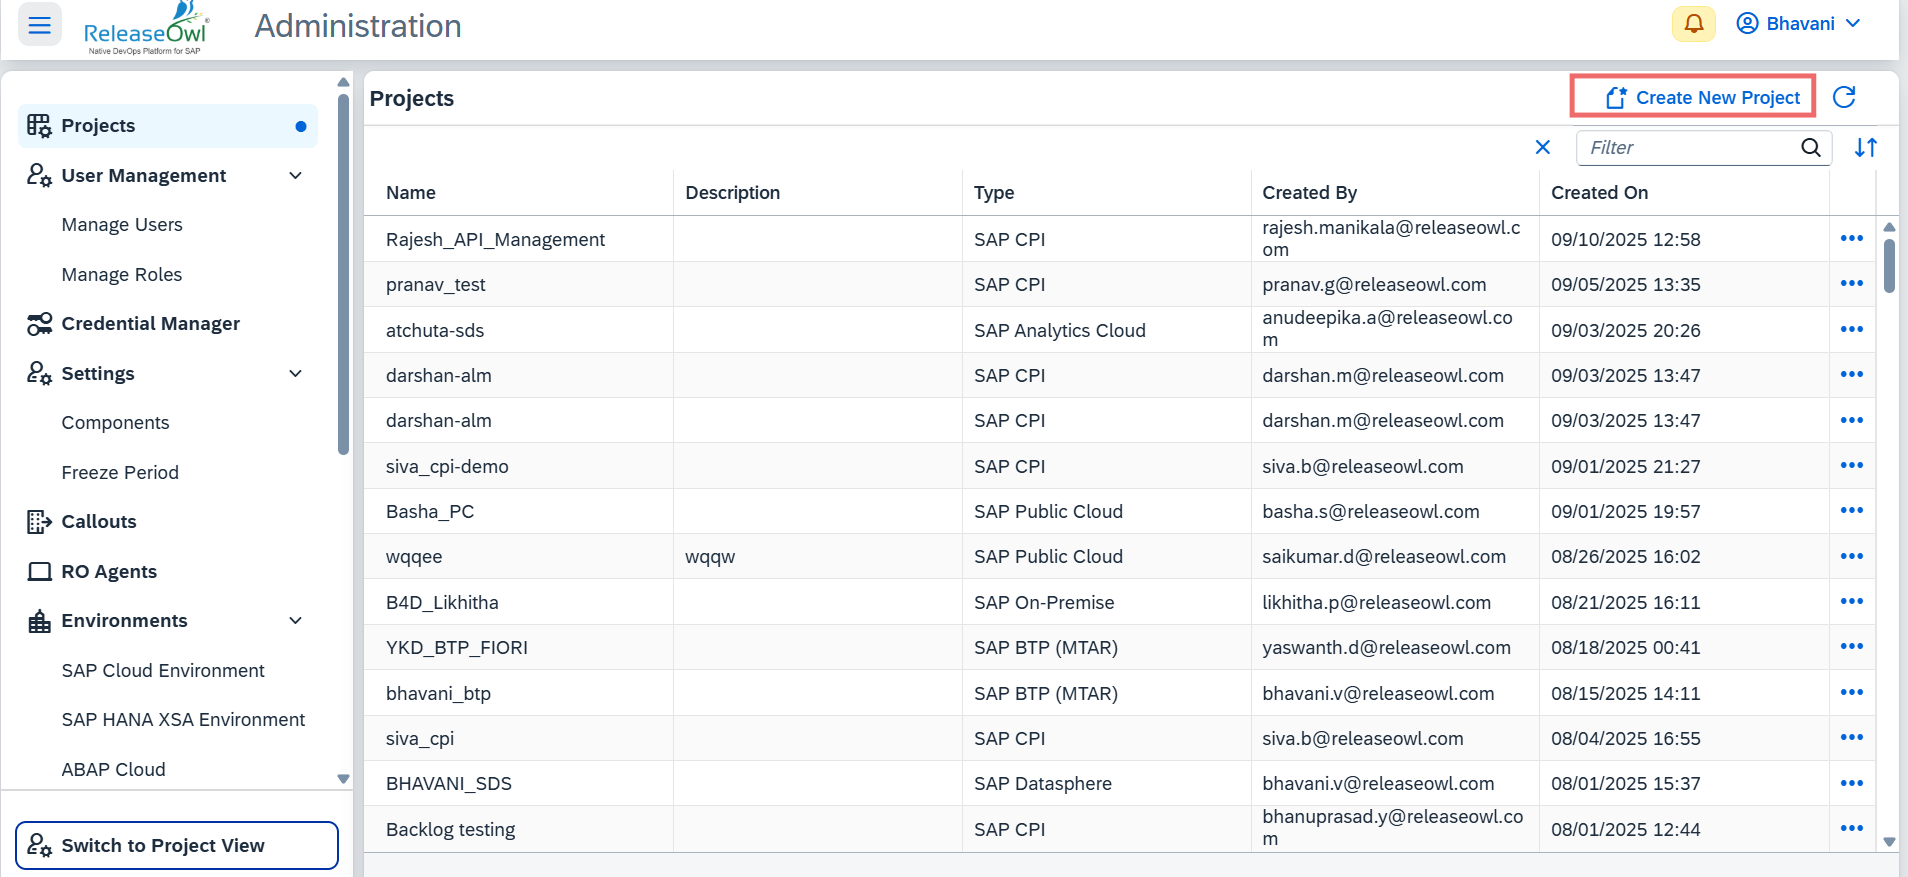 ReleaseOwl
Native DevOps Platform for SAP
Administration
Bhavani
Projects
User Management
Manage Users
Manage Roles
Credential Manager
Settings
Components
Freeze Period
Callouts
RO Agents
Environments
SAP Cloud Environment
SAP HANA XSA Environment
ABAP Cloud
Switch to Project View
Projects
Create New Project
Filter
Name Description Type Created By Created On
Rajesh_API_Management SAP CPI rajesh.manikala@releaseowl.c 09/10/2025 12:58
om
pranav_test SAP CPI pranav.g@releaseowl.com 09/05/2025 13:35
atchuta-sds SAP Analytics Cloud anudeepika.a@releaseowl.co 09/03/2025 20:26
m
darshan-alm SAP CPI darshan.m@releaseowl.com 09/03/2025 13:47
darshan-alm SAP CPI darshan.m@releaseowl.com 09/03/2025 13:47
siva_cpi-demo SAP CPI siva.b@releaseowl.com 09/01/2025 21:27
Basha_PC SAP Public Cloud basha.s@releaseowl.com 09/01/2025 19:57
wqqee wqqw SAP Public Cloud saikumar.d@releaseowl.com 08/26/2025 16:02
B4D_Likhitha SAP On-Premise likhitha.p@releaseowl.com 08/21/2025 16:11
YKD_BTP_FIORI SAP BTP (MTAR) yaswanth.d@releaseowl.com 08/18/2025 00:41
bhavani_btp SAP BTP (MTAR) bhavani.v@releaseowl.com 08/15/2025 14:11
siva_cpi SAP CPI siva.b@releaseowl.com 08/04/2025 16:55
BHAVANI_SDS SAP Datasphere bhavani.v@releaseowl.com 08/01/2025 15:37
Backlog testing SAP CPI bhanuprasad.y@releaseowl.co 08/01/2025 12:44
m